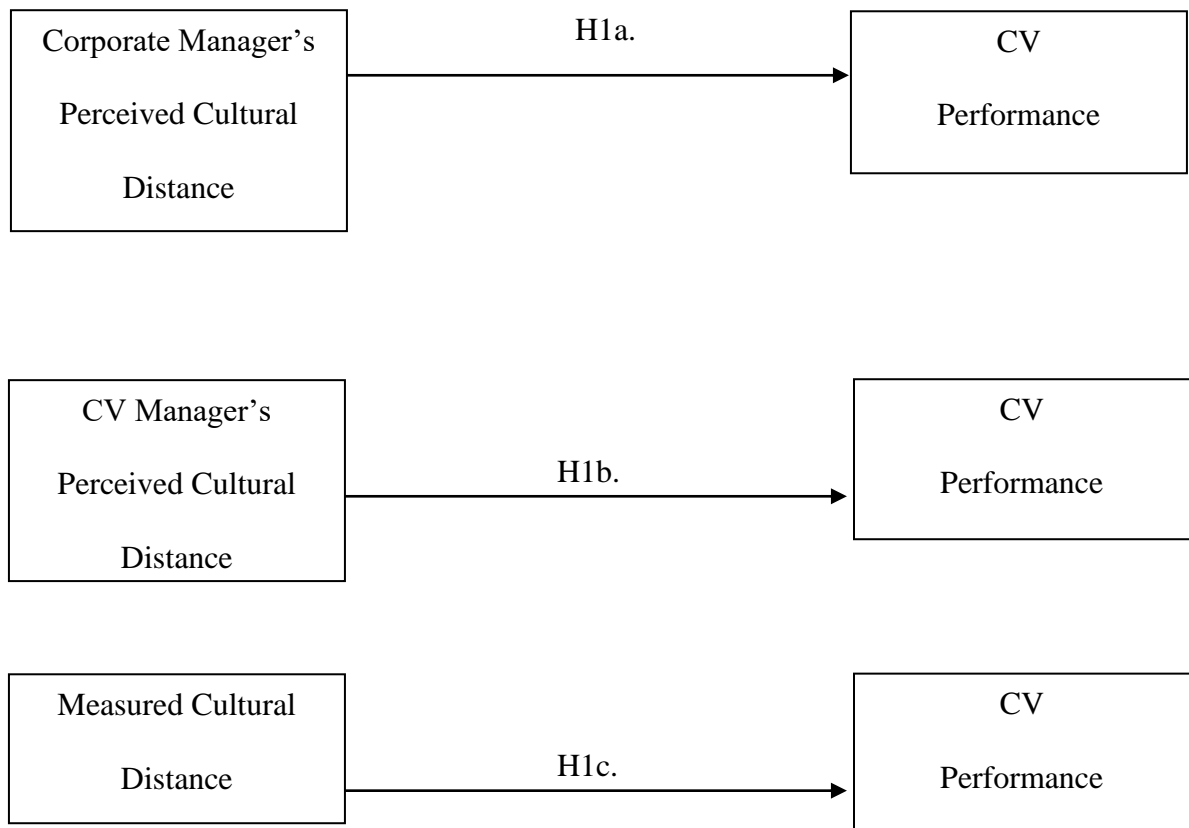 Corporate Manager’s
Perceived Cultural
Distance
H1a.
CV
Performance
CV Manager’s
Perceived Cultural
Distance
H1b.
CV
Performance
Measured Cultural
Distance
H1c.
CV
Performance